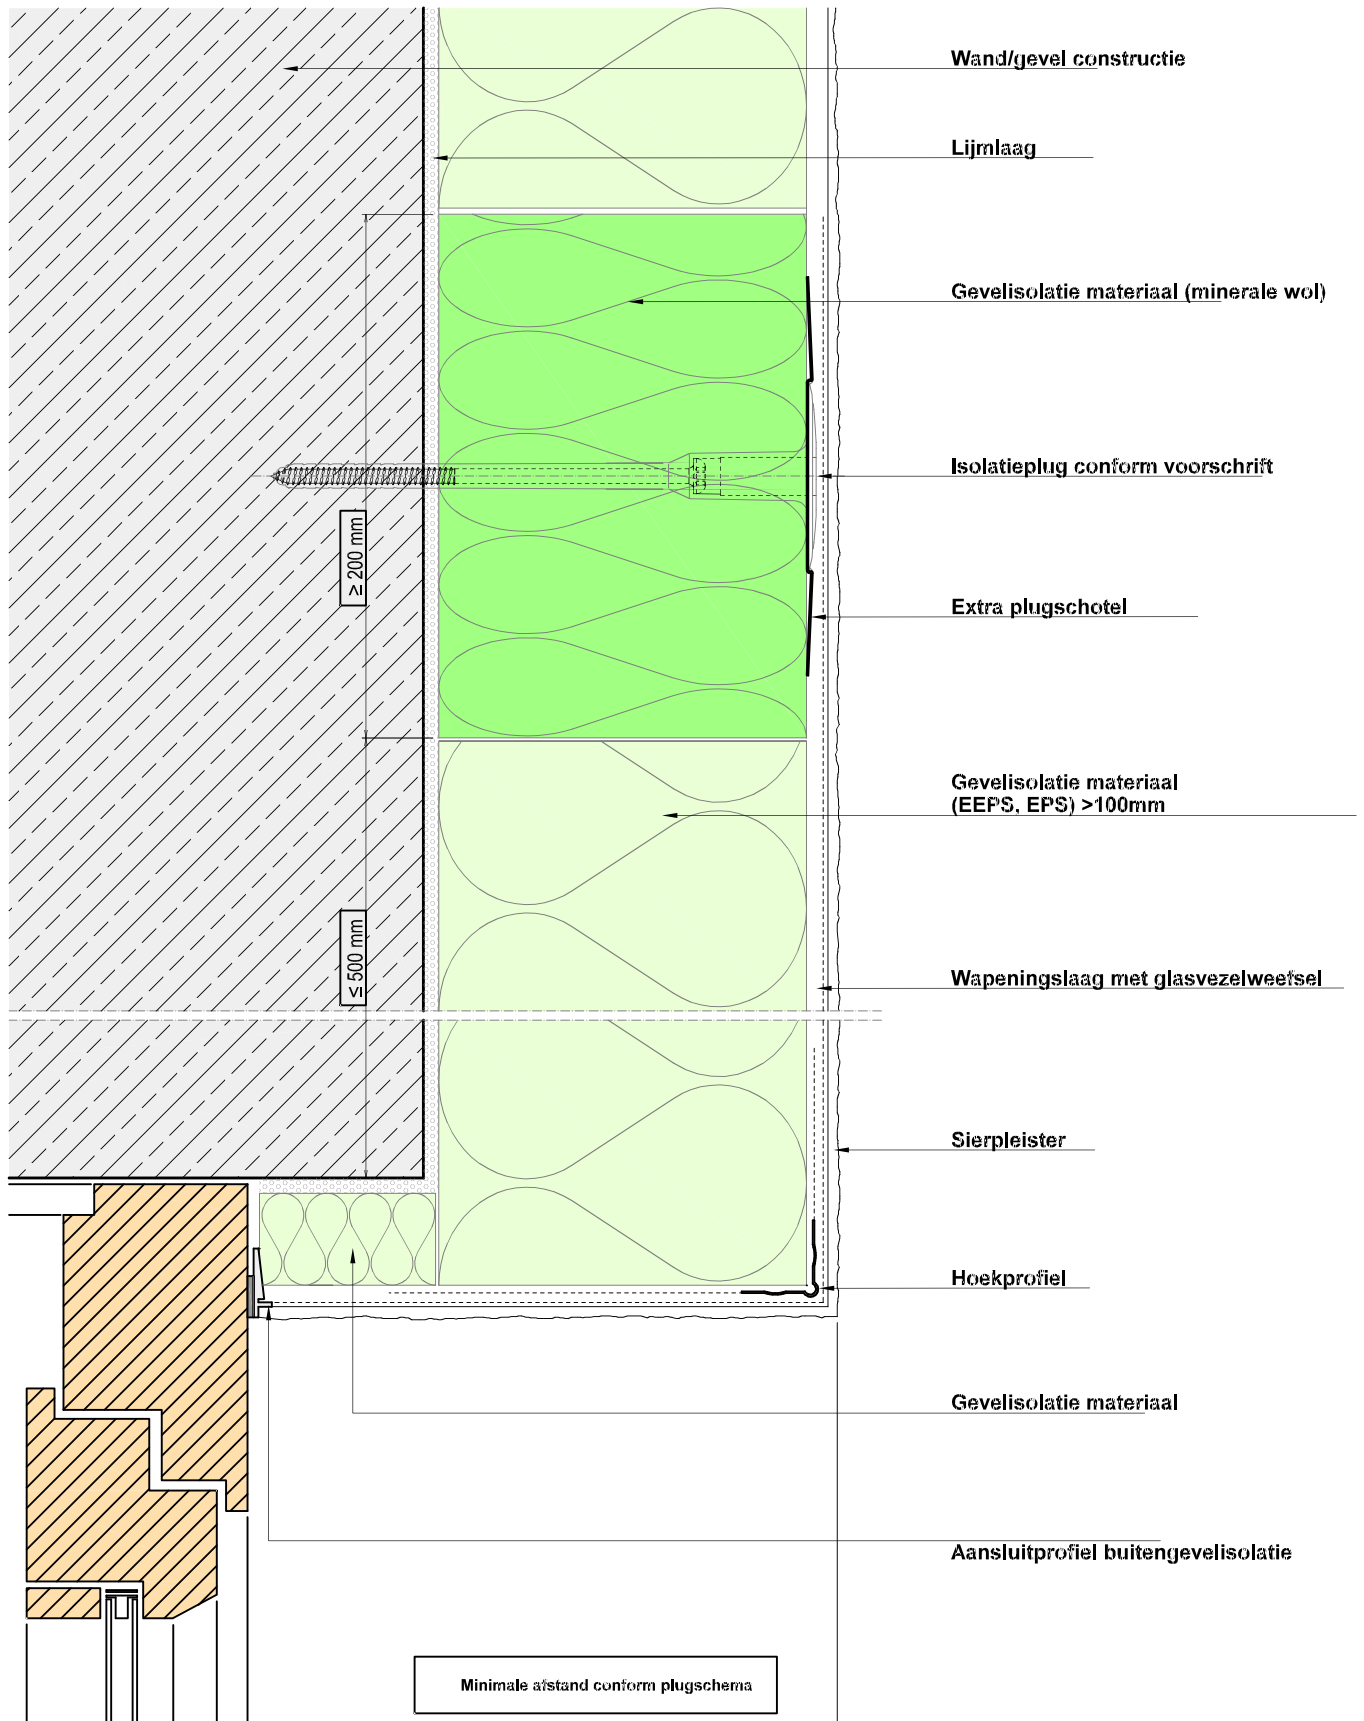 Wand/gevel constructie
Lijmlaag
Gevelisolatie materiaal (minerale wol)
Isolatieplug conform voorschrift
≥ 200 mm
Extra plugschotel
Gevelisolatie materiaal
(EEPS, EPS) >100mm
≤ 500 mm
Wapeningslaag met glasvezelweefsel
Sierpleister
Hoekprofiel
Gevelisolatie materiaal
Aansluitprofiel buitengevelisolatie
Minimale afstand conform plugschema